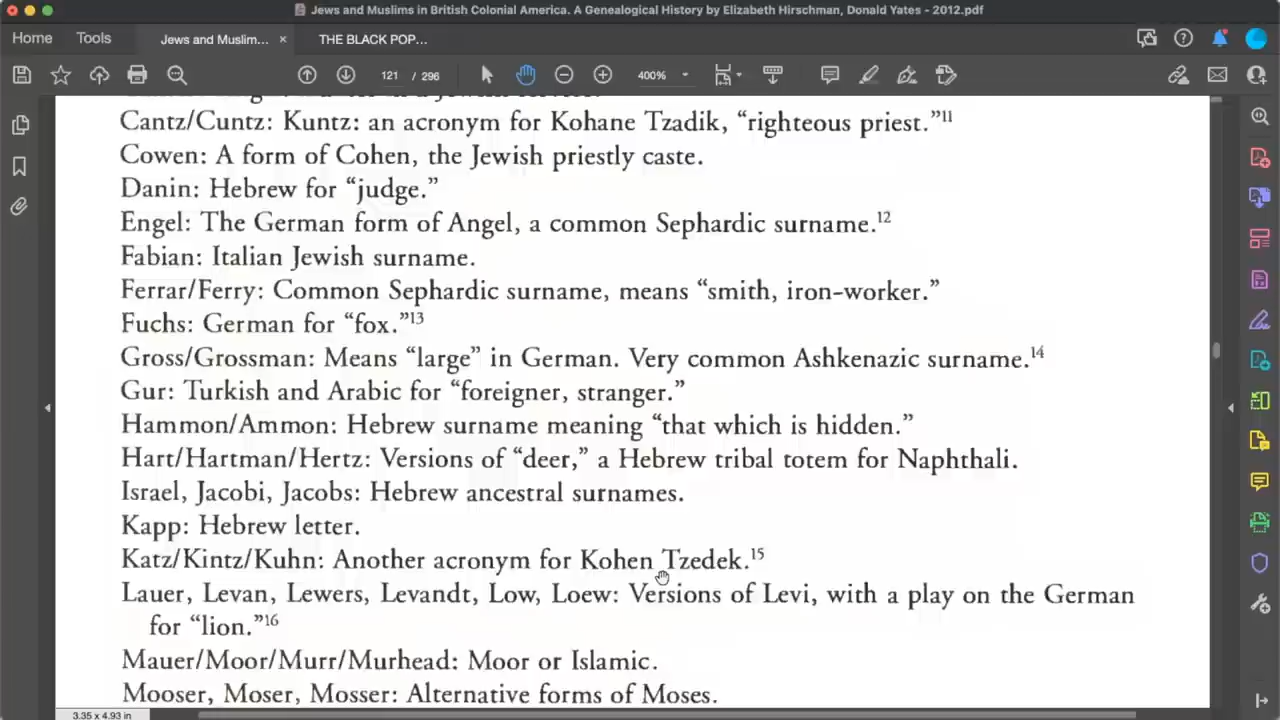 Jews and Muslims in British Colonial America. A Genealogical History by Elizabeth Hirschman, Donald Yates - 2012.pdf
Home Tools Jews and Muslim... × THE BLACK POP...
121 / 296 400%
Cantz/Cuntz: Kuntz: an acronym for Kohane Tzadik, “righteous priest.”11
Cowen: A form of Cohen, the Jewish priestly caste.
Danin: Hebrew for “judge.”
Engel: The German form of Angel, a common Sephardic surname.12
Fabian: Italian Jewish surname.
Ferrar/Ferry: Common Sephardic surname, means “smith, iron-worker.”
Fuchs: German for “fox.”13
Gross/Grossman: Means “large” in German. Very common Ashkenazic surname.14
Gur: Turkish and Arabic for “foreigner, stranger.”
Hammon/Ammon: Hebrew surname meaning “that which is hidden.”
Hart/Hartman/Hertz: Versions of “deer,” a Hebrew tribal totem for Naphthali.
Israel, Jacobi, Jacobs: Hebrew ancestral surnames.
Kapp: Hebrew letter.
Katz/Kintz/Kuhn: Another acronym for Kohen Tzedek.15
Lauer, Levan, Lewers, Levandt, Low, Loew: Versions of Levi, with a play on the German
for “lion.”16
Mauer/Moor/Murr/Murhead: Moor or Islamic.
Mooser, Moser, Mosser: Alternative forms of Moses.
3.35 x 4.93 in